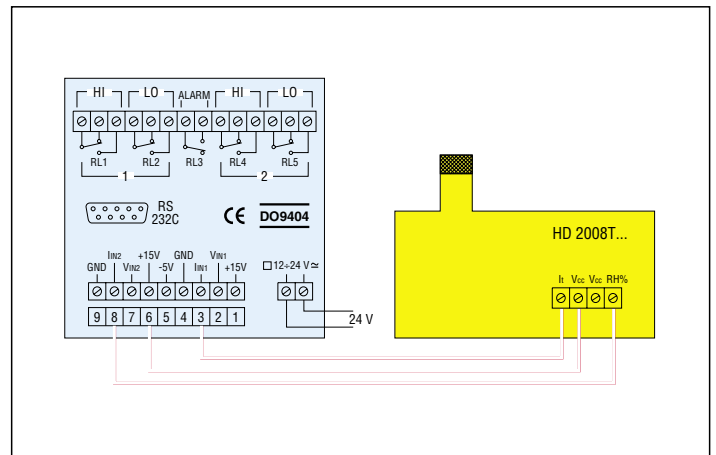 HI LO ALARM HI LO
RL1 RL2 RL3 RL4 RL5
1 2
RS
232C
CE DO9404
IIN2 +15V GND VIN1
GND VIN2 -5V IIN1 +15V
12÷24 V≃
9 8 7 6 5 4 3 2 1
24 V
HD 2008T...
It Vcc Vcc RH%